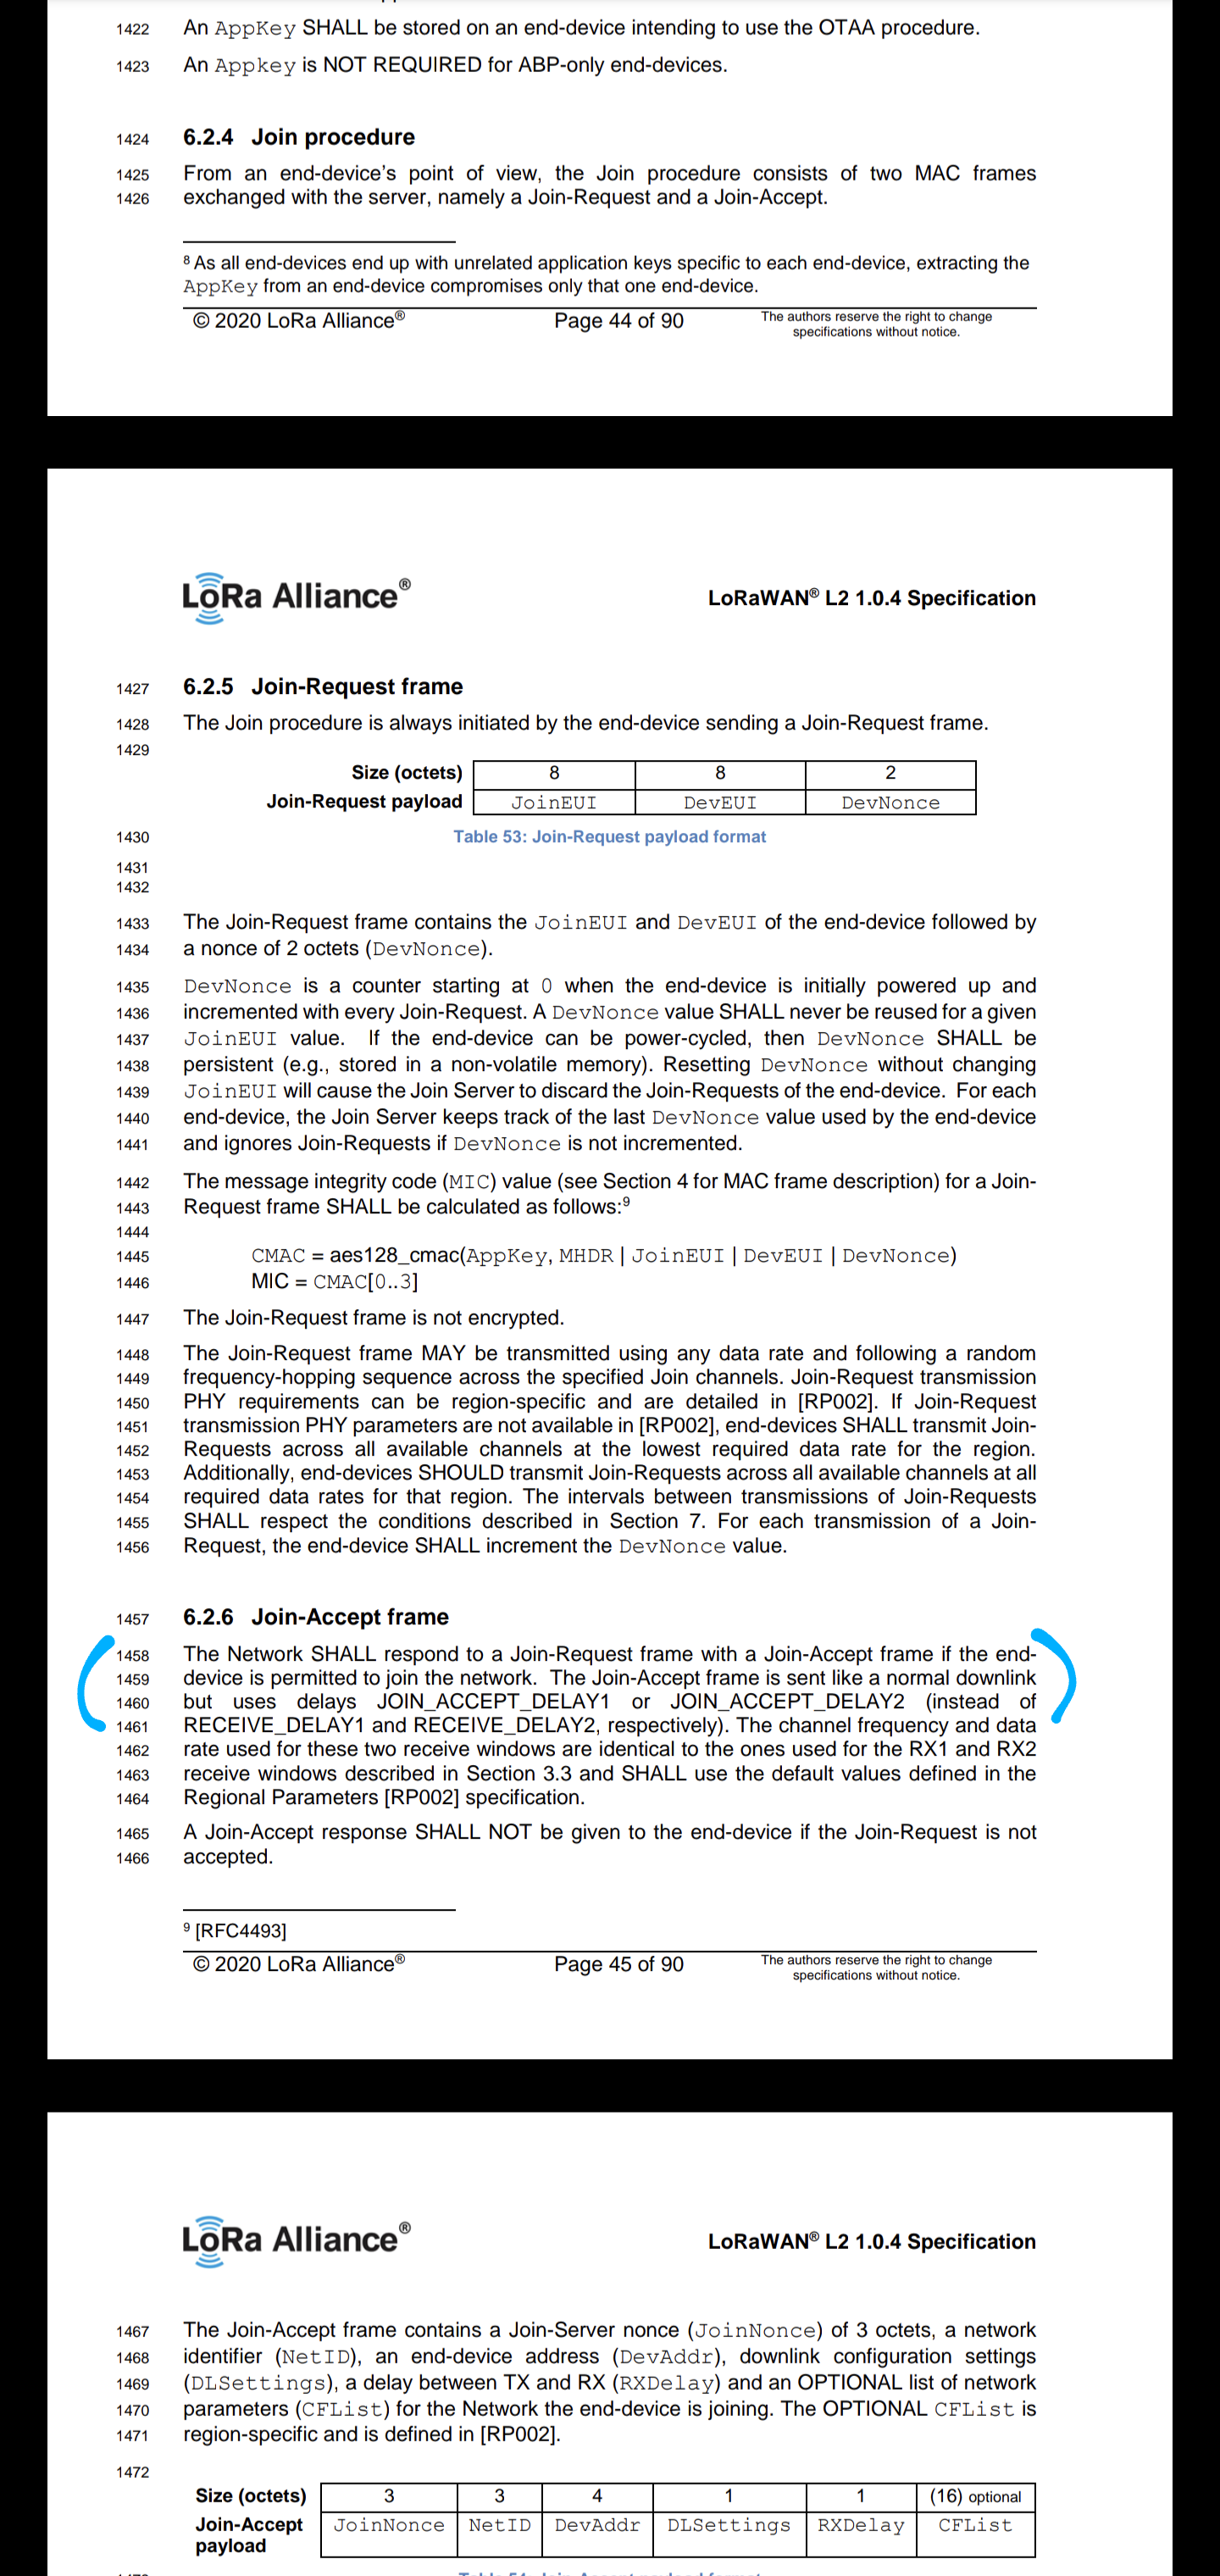 1422 An AppKey SHALL be stored on an end-device intending to use the OTAA procedure.
1423 An Appkey is NOT REQUIRED for ABP-only end-devices.
1424 6.2.4 Join procedure
1425 From an end-device's point of view, the Join procedure consists of two MAC frames
1426 exchanged with the server, namely a Join-Request and a Join-Accept.
8 As all end-devices end up with unrelated application keys specific to each end-device, extracting the
AppKey from an end-device compromises only that one end-device.
© 2020 LoRa Alliance® Page 44 of 90 The authors reserve the right to change
specifications without notice.
LoRa Alliance® LoRaWAN® L2 1.0.4 Specification
1427 6.2.5 Join-Request frame
1428 The Join procedure is always initiated by the end-device sending a Join-Request frame.
1429
Size (octets) 8 8 2
Join-Request payload JoinEUI DevEUI DevNonce
1430 Table 53: Join-Request payload format
1431
1432
1433 The Join-Request frame contains the JoinEUI and DevEUI of the end-device followed by
1434 a nonce of 2 octets (DevNonce).
1435 DevNonce is a counter starting at 0 when the end-device is initially powered up and
1436 incremented with every Join-Request. A DevNonce value SHALL never be reused for a given
1437 JoinEUI value. If the end-device can be power-cycled, then DevNonce SHALL be
1438 persistent (e.g., stored in a non-volatile memory). Resetting DevNonce without changing
1439 JoinEUI will cause the Join Server to discard the Join-Requests of the end-device. For each
1440 end-device, the Join Server keeps track of the last DevNonce value used by the end-device
1441 and ignores Join-Requests if DevNonce is not incremented.
1442 The message integrity code (MIC) value (see Section 4 for MAC frame description) for a Join-
1443 Request frame SHALL be calculated as follows:9
1444
1445 CMAC = aes128_cmac(AppKey, MHDR | JoinEUI | DevEUI | DevNonce)
1446 MIC = CMAC[0..3]
1447 The Join-Request frame is not encrypted.
1448 The Join-Request frame MAY be transmitted using any data rate and following a random
1449 frequency-hopping sequence across the specified Join channels. Join-Request transmission
1450 PHY requirements can be region-specific and are detailed in [RP002]. If Join-Request
1451 transmission PHY parameters are not available in [RP002], end-devices SHALL transmit Join-
1452 Requests across all available channels at the lowest required data rate for the region.
1453 Additionally, end-devices SHOULD transmit Join-Requests across all available channels at all
1454 required data rates for that region. The intervals between transmissions of Join-Requests
1455 SHALL respect the conditions described in Section 7. For each transmission of a Join-
1456 Request, the end-device SHALL increment the DevNonce value.
1457 6.2.6 Join-Accept frame
1458 The Network SHALL respond to a Join-Request frame with a Join-Accept frame if the end-
1459 device is permitted to join the network. The Join-Accept frame is sent like a normal downlink
1460 but uses delays JOIN_ACCEPT_DELAY1 or JOIN_ACCEPT_DELAY2 (instead of
1461 RECEIVE_DELAY1 and RECEIVE_DELAY2, respectively). The channel frequency and data
1462 rate used for these two receive windows are identical to the ones used for the RX1 and RX2
1463 receive windows described in Section 3.3 and SHALL use the default values defined in the
1464 Regional Parameters [RP002] specification.
1465 A Join-Accept response SHALL NOT be given to the end-device if the Join-Request is not
1466 accepted.
9 [RFC4493]
© 2020 LoRa Alliance® Page 45 of 90 The authors reserve the right to change
specifications without notice.
LoRa Alliance® LoRaWAN® L2 1.0.4 Specification
1467 The Join-Accept frame contains a Join-Server nonce (JoinNonce) of 3 octets, a network
1468 identifier (NetID), an end-device address (DevAddr), downlink configuration settings
1469 (DLSettings), a delay between TX and RX (RXDelay) and an OPTIONAL list of network
1470 parameters (CFList) for the Network the end-device is joining. The OPTIONAL CFList is
1471 region-specific and is defined in [RP002].
1472
Size (octets) 3 3 4 1 1 (16) optional
Join-Accept JoinNonce NetID DevAddr DLSettings RXDelay CFList
payload